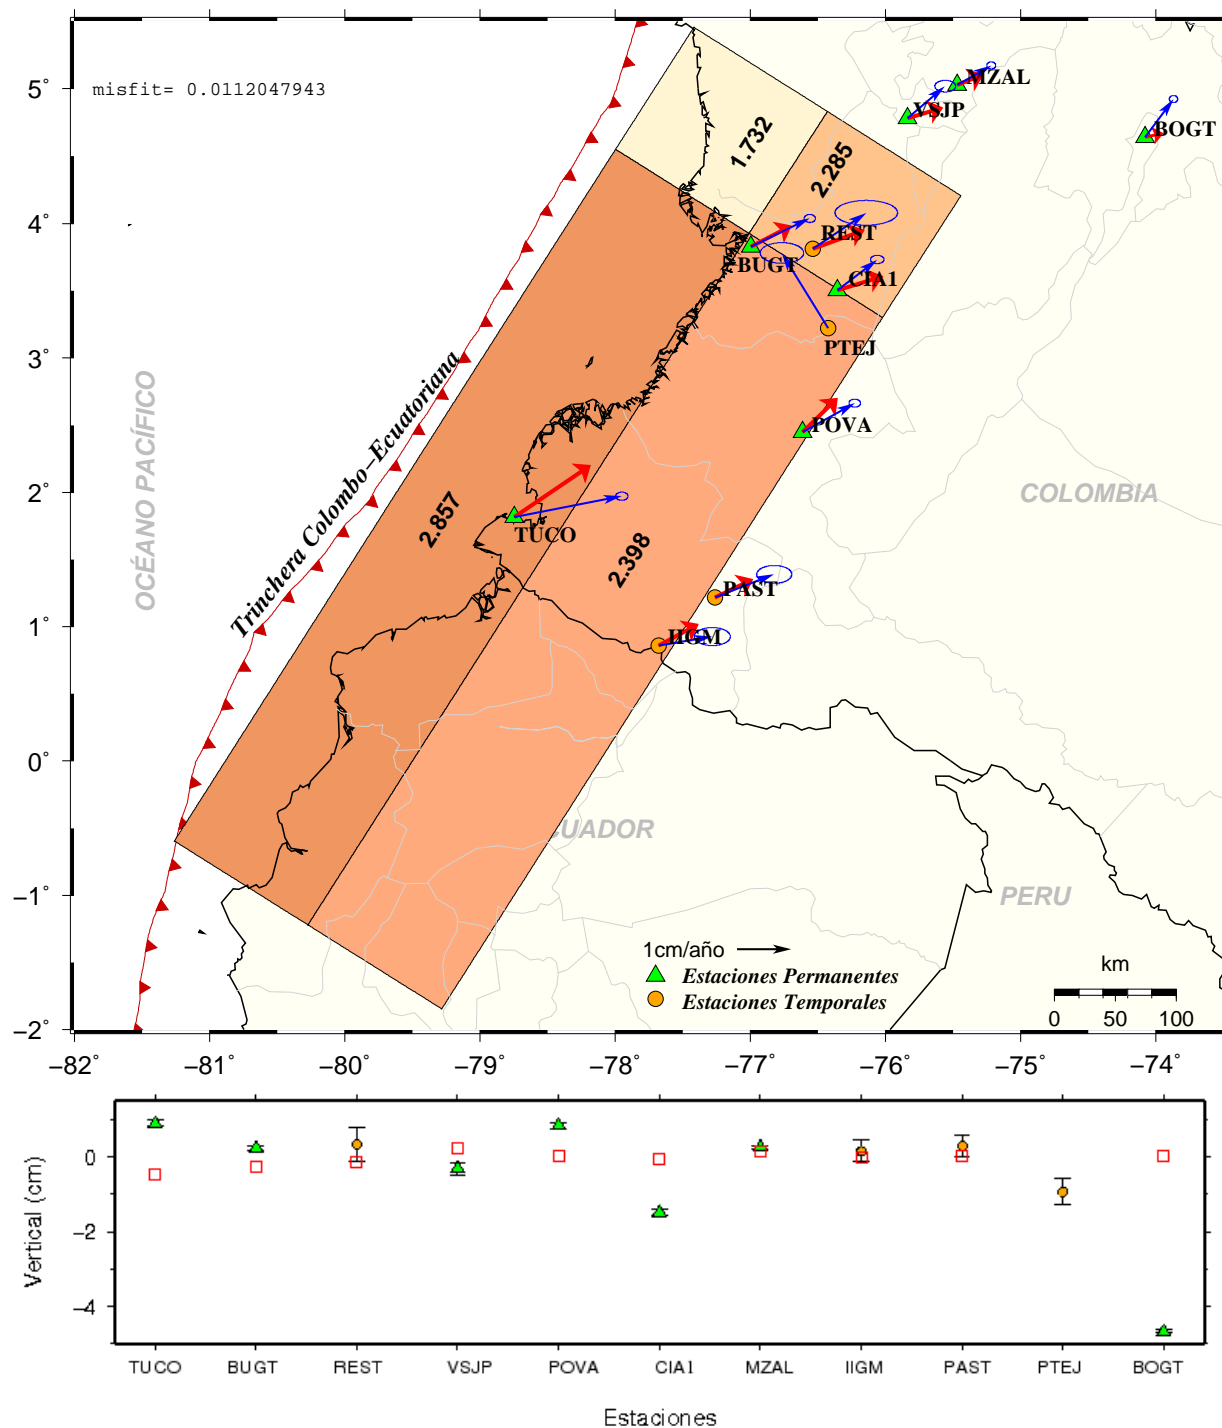 5°
misfit= 0.0112047943
MZAL
VSJP
BOGT
1.732
2.285
4°
REST
BUGT
CIA1
3°
PTEJ
Trinchera Colombo-Ecuatoriana
OCÉANO PACÍFICO
POVA
2°
COLOMBIA
2.857
TUCO
2.398
PAST
1°
IIGM
0°
CUADOR
−1°
PERU
1cm/año
Estaciones Permanentes
Estaciones Temporales
km
0 50 100
−2°
−82° −81° −80° −79° −78° −77° −76° −75° −74°
Vertical (cm)
0
−2
−4
TUCO BUGT REST VSJP POVA CIA1 MZAL IIGM PAST PTEJ BOGT
Estaciones